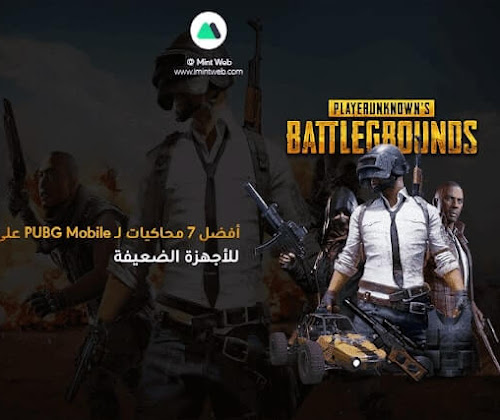 @ Mint Web
www.imintweb.com
PLAYERUNKNOWN'S
BATTLEGROUNDS
أفضل 7 محاكيات لـ PUBG Mobile على
للأجهزة الضعيفة